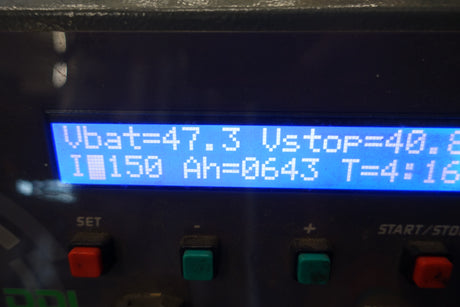 Vbat=47.3 Vstop=40.8
I 150 Ah=0643 T=4:16
SET - + START/STO